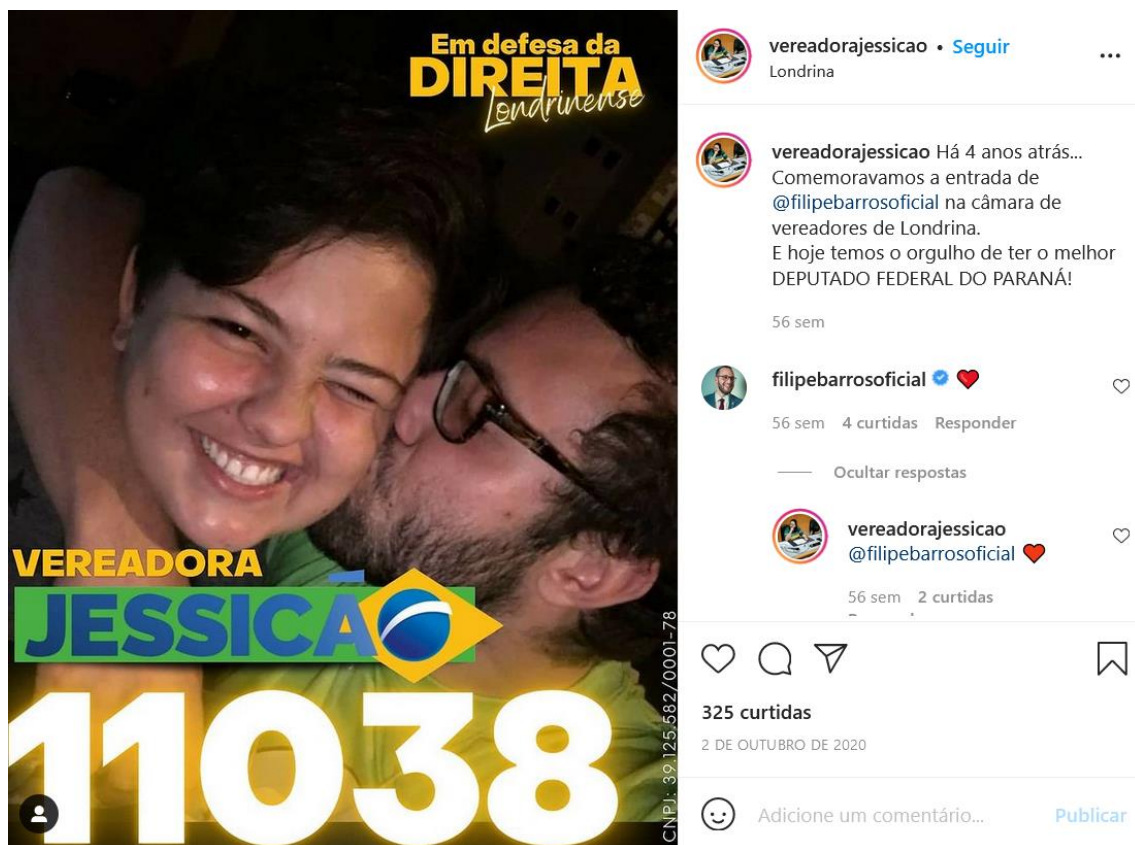 Em defesa da
DIREITA
Londrinense
VEREADORA
JESSICÃO
11038
CNPJ: 39.125.582/0001-78
vereadorajessicao • Seguir
Londrina
vereadorajessicao Há 4 anos atrás...
Comemoravamos a entrada de
@filipebarrosoficial na câmara de
vereadores de Londrina.
E hoje temos o orgulho de ter o melhor
DEPUTADO FEDERAL DO PARANÁ!
56 sem
filipebarrosoficial ❤️
56 sem 4 curtidas Responder
Ocultar respostas
vereadorajessicao
@filipebarrosoficial ❤️
56 sem 2 curtidas
325 curtidas
2 DE OUTUBRO DE 2020
Adicione um comentário... Publicar